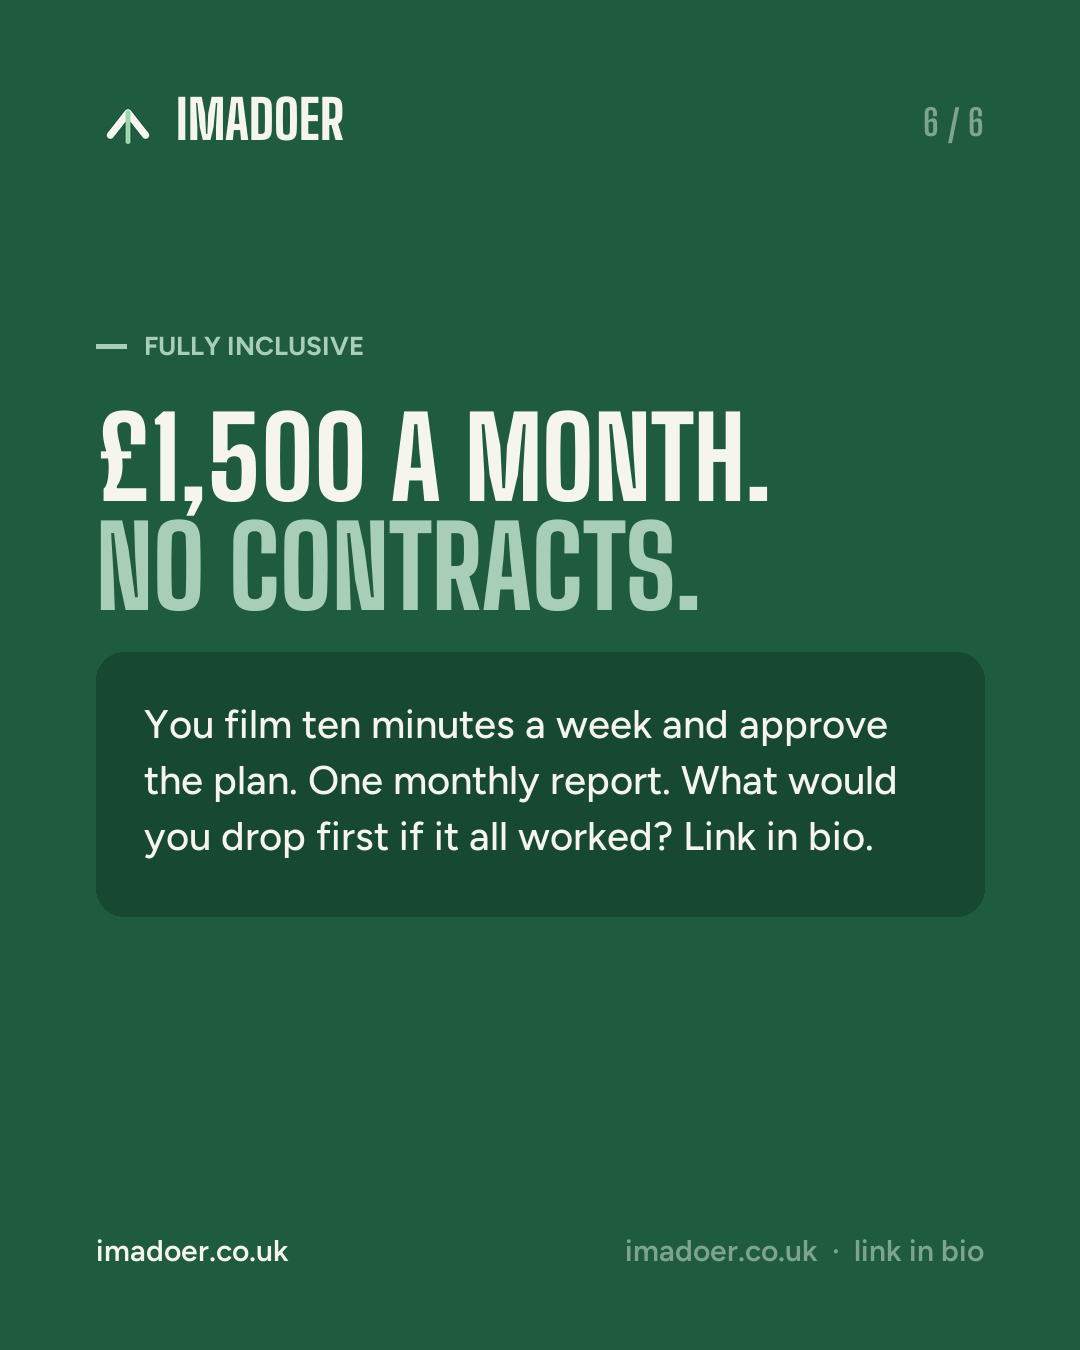 IMADOER
6 / 6
FULLY INCLUSIVE
£1,500 A MONTH.
NO CONTRACTS.
You film ten minutes a week and approve
the plan. One monthly report. What would
you drop first if it all worked? Link in bio.
imadoer.co.uk
imadoer.co.uk · link in bio